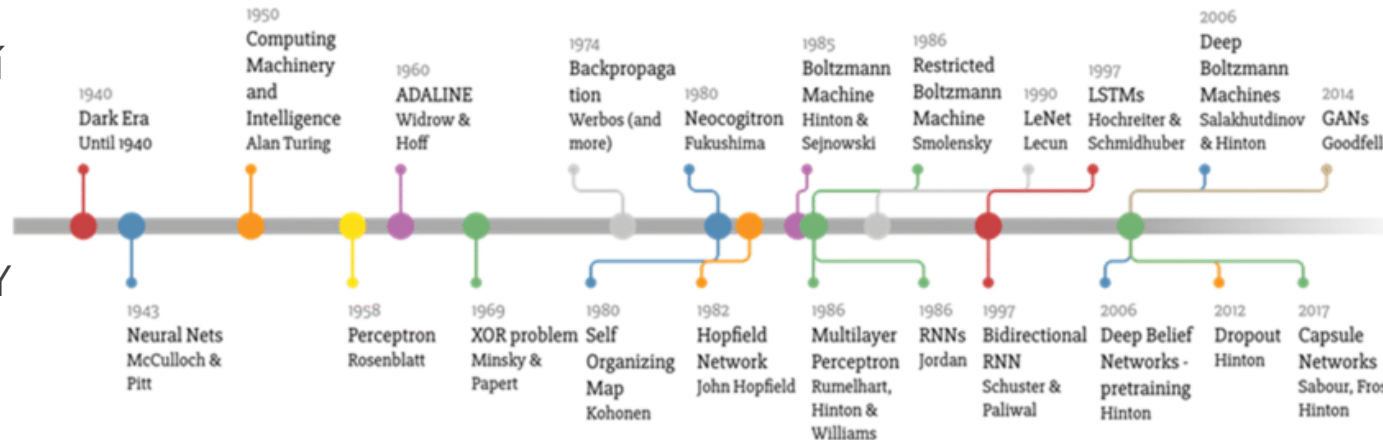 1940
Dark Era
Until 1940
1950
Computing
Machinery
and
Intelligence
Alan Turing
1960
ADALINE
Widrow &
Hoff
1974
Backpropaga
tion
Werbos (and
more)
1980
Neocogitron
Fukushima
1985
Boltzmann
Machine
Hinton &
Sejnowski
1986
Restricted
Boltzmann
Machine
Smolensky
1990
LeNet
Lecun
1997
LSTMs
Hochreiter &
Schmidhuber
2006
Deep
Boltzmann
Machines
Salakhutdinov
& Hinton
2014
GANs
Goodfell
1943
Neural Nets
McCulloch &
Pitt
1958
Perceptron
Rosenblatt
1969
XOR problem
Minsky &
Papert
1980
Self
Organizing
Map
Kohonen
1982
Hopfield
Network
John Hopfield
1986
Multilayer
Perceptron
Rumelhart,
Hinton &
Williams
1986
RNNs
Jordan
1997
Bidirectional
RNN
Schuster &
Paliwal
2006
Deep Belief
Networks -
pretraining
Hinton
2012
Dropout
Hinton
2017
Capsule
Networks
Sabour, Fros
Hinton